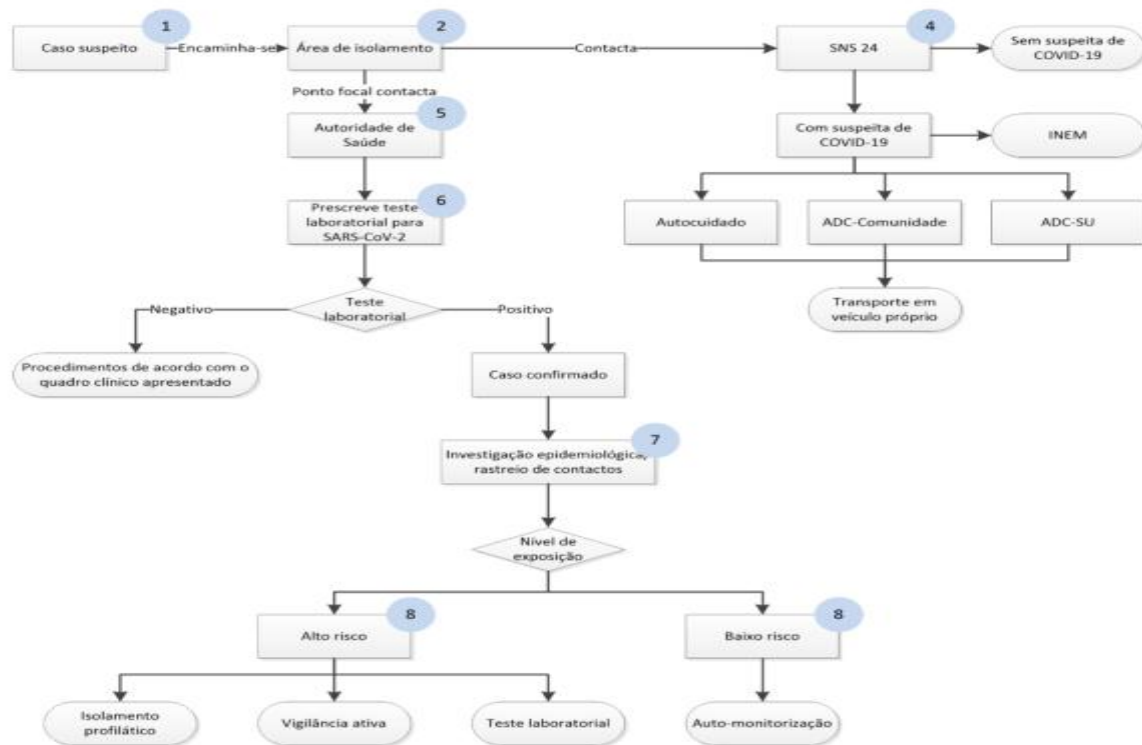 1
2
4
Caso suspeito
Encaminha-se
Área de isolamento
Contacta
SNS 24
Sem suspeita de
COVID-19
Ponto focal contacta
5
Autoridade de
Saúde
Com suspeita de
COVID-19
INEM
6
Prescreve teste
laboratorial para
SARS-CoV-2
Autocuidado
ADC-Comunidade
ADC-SU
Negativo
Teste
laboratorial
Positivo
Transporte em
veículo próprio
Procedimentos de acordo com o
quadro clínico apresentado
Caso confirmado
7
Investigação epidemiológica,
rastreio de contactos
Nível de
exposição
8
8
Alto risco
Baixo risco
Isolamento
profilático
Vigilância ativa
Teste laboratorial
Auto-monitorização